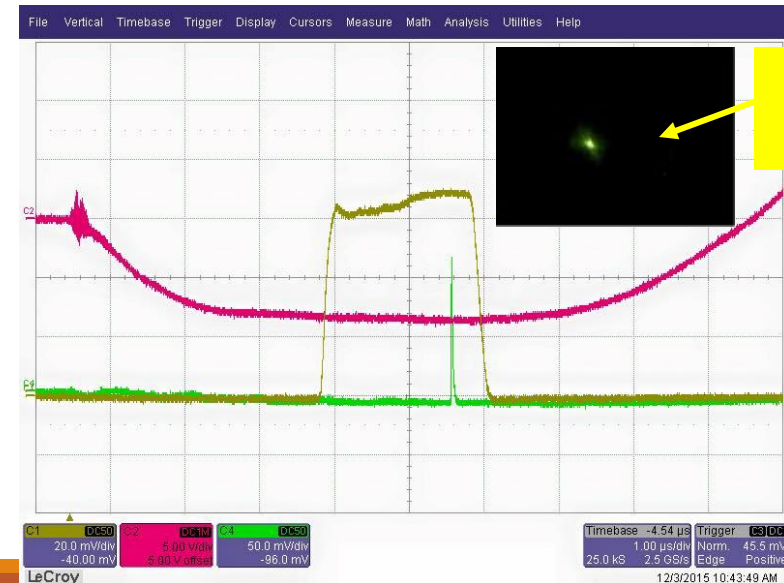 File Vertical Timebase Trigger Display Cursors Measure Math Analysis Utilities Help
C2
C1 DC50
20.0 mV/div
-40.00 mV
C2 DC1M
5.00 V/div
5.00 V offset
C4 DC50
50.0 mV/div
-96.0 mV
Timebase -4.54 µs
1.00 µs/div
25.0 kS 2.5 GS/s
Trigger C3 DC
Norm. 45.5 mV
Edge Positive
LeCroy
12/3/2015 10:43:49 AM